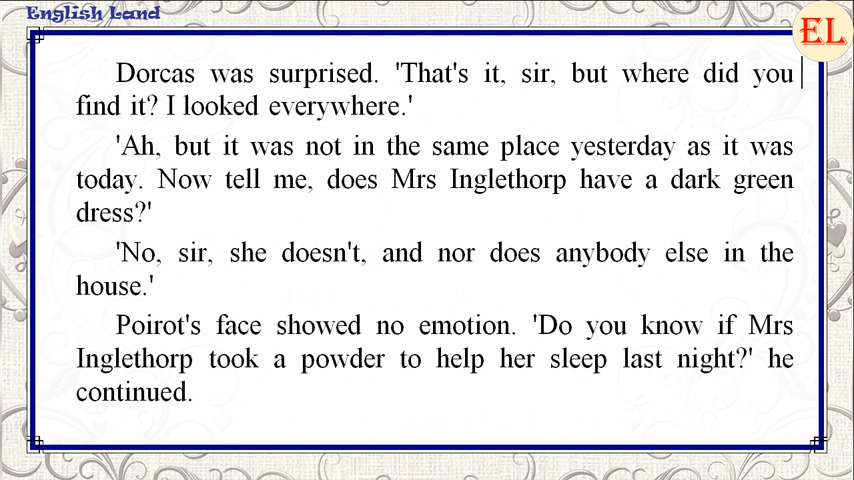 English Land
EL
Dorcas was surprised. 'That's it, sir, but where did you
find it? I looked everywhere.'
'Ah, but it was not in the same place yesterday as it was
today. Now tell me, does Mrs Inglethorp have a dark green
dress?'
'No, sir, she doesn't, and nor does anybody else in the
house.'
Poirot's face showed no emotion. 'Do you know if Mrs
Inglethorp took a powder to help her sleep last night?' he
continued.